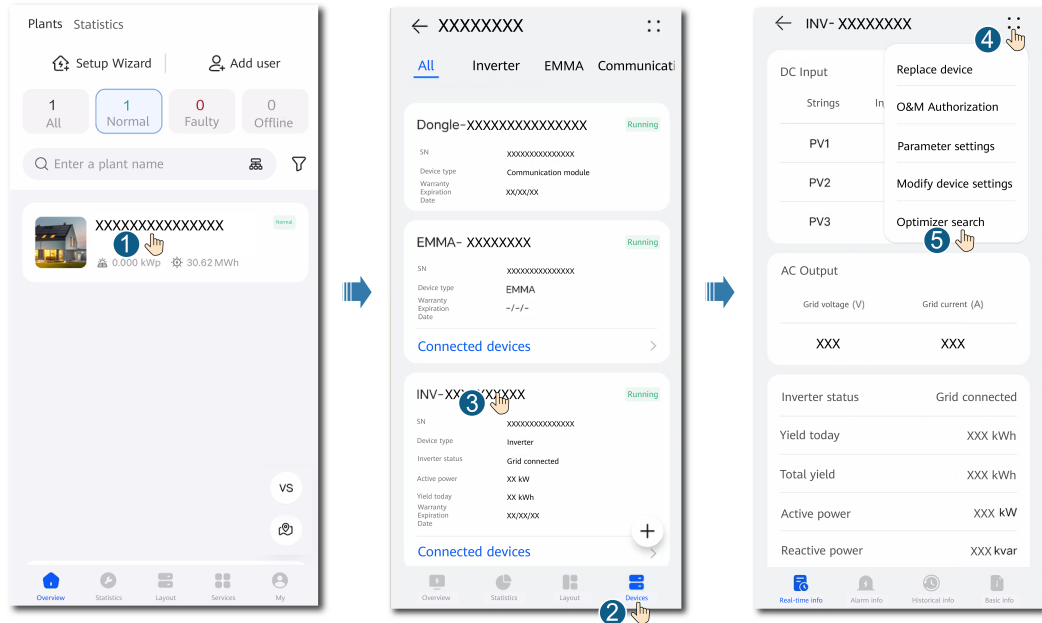 Plants Statistics
Setup Wizard Add user
1 1 0 0
All Normal Faulty Offline
Enter a plant name
XXXXXXXXXXXXXXX Normal
1
0.000 kWp 30.62 MWh
VS
Overview Statistics Layout Services My
XXXXXXXX
All Inverter EMMA Communicati
Dongle-XXXXXXXXXXXXXXX Running
SN XXXXXXXXXXXXXXX
Device type Communication module
Warranty
Expiration XX/XX/XX
Date
EMMA- XXXXXXXX Running
SN XXXXXXXXXXXXXXX
Device type EMMA
Warranty
Expiration -/-/-
Date
Connected devices
INV-XXXXXXXXXX Running
3
SN XXXXXXXXXXXXXXX
Device type Inverter
Inverter status Grid connected
Active power XX kW
Yield today XX kWh
Warranty
Expiration XX/XX/XX
Date
+
Connected devices
Overview Statistics Layout Devices
2
INV- XXXXXXXX
4
DC Input
Strings In
PV1
PV2
PV3
Replace device
O&M Authorization
Parameter settings
Modify device settings
Optimizer search
5
AC Output
Grid voltage (V) Grid current (A)
XXX XXX
Inverter status Grid connected
Yield today XXX kWh
Total yield XXX kWh
Active power XXX kW
Reactive power XXX kvar
Real-time info Alarm info Historical info Basic info